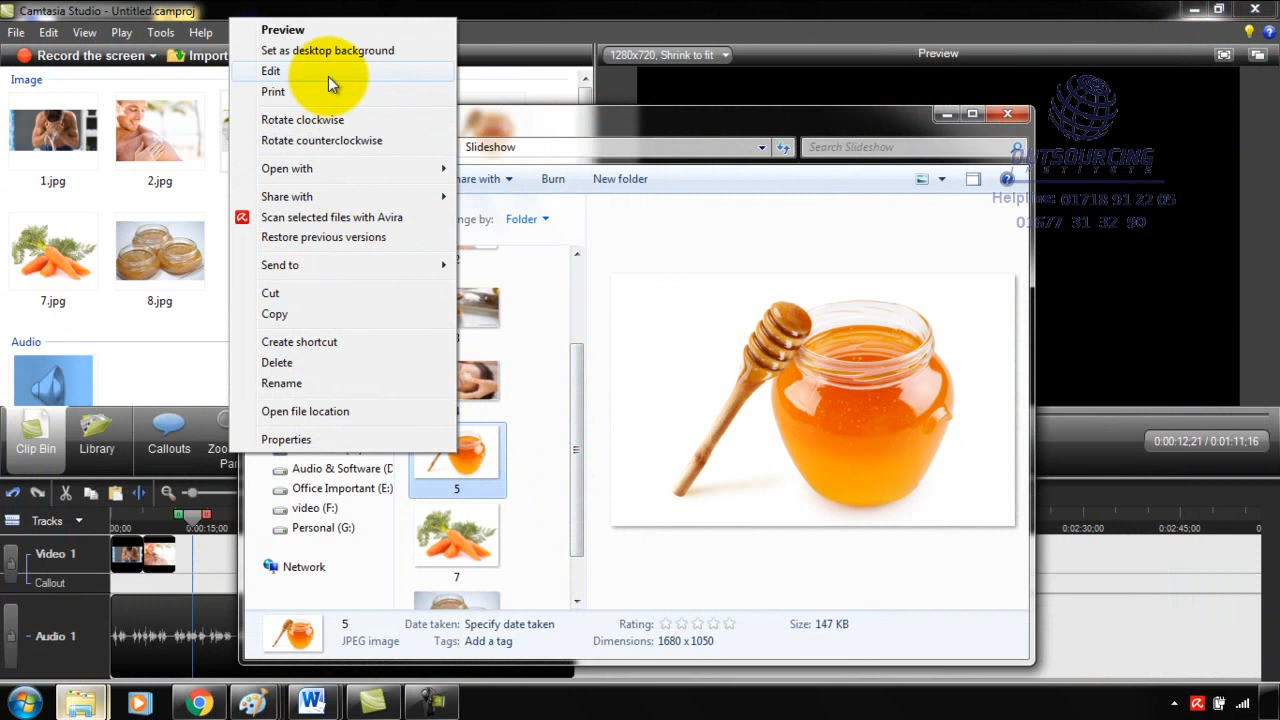 Camtasia Studio - Untitled.camproj
File Edit View Play Tools Help
Record the screen
Import
1280x720, Shrink to fit
Preview
Image
1.jpg
2.jpg
7.jpg
8.jpg
Audio
Clip Bin
Library
Callouts
Preview
Set as desktop background
Edit
Print
Rotate clockwise
Rotate counterclockwise
Open with
Share with
Scan selected files with Avira
Restore previous versions
Send to
Cut
Copy
Create shortcut
Delete
Rename
Open file location
Properties
Slideshow
Search Slideshow
Burn
New folder
Folder
OUTSOURCING
INSTITUTE
Helpline: 01718 91 22 05
01677 31 32 90
5
7
Audio & Software (D
Office Important (E:)
video (F:)
Personal (G:)
Network
5
JPEG image
Date taken: Specify date taken
Tags: Add a tag
Rating:
Dimensions: 1680 x 1050
Size: 147 KB
0:00:12;21 / 0:01:11;16
Tracks
0:00:15;00
0:02:30;00
0:02:45;00
Video 1
Callout
Audio 1